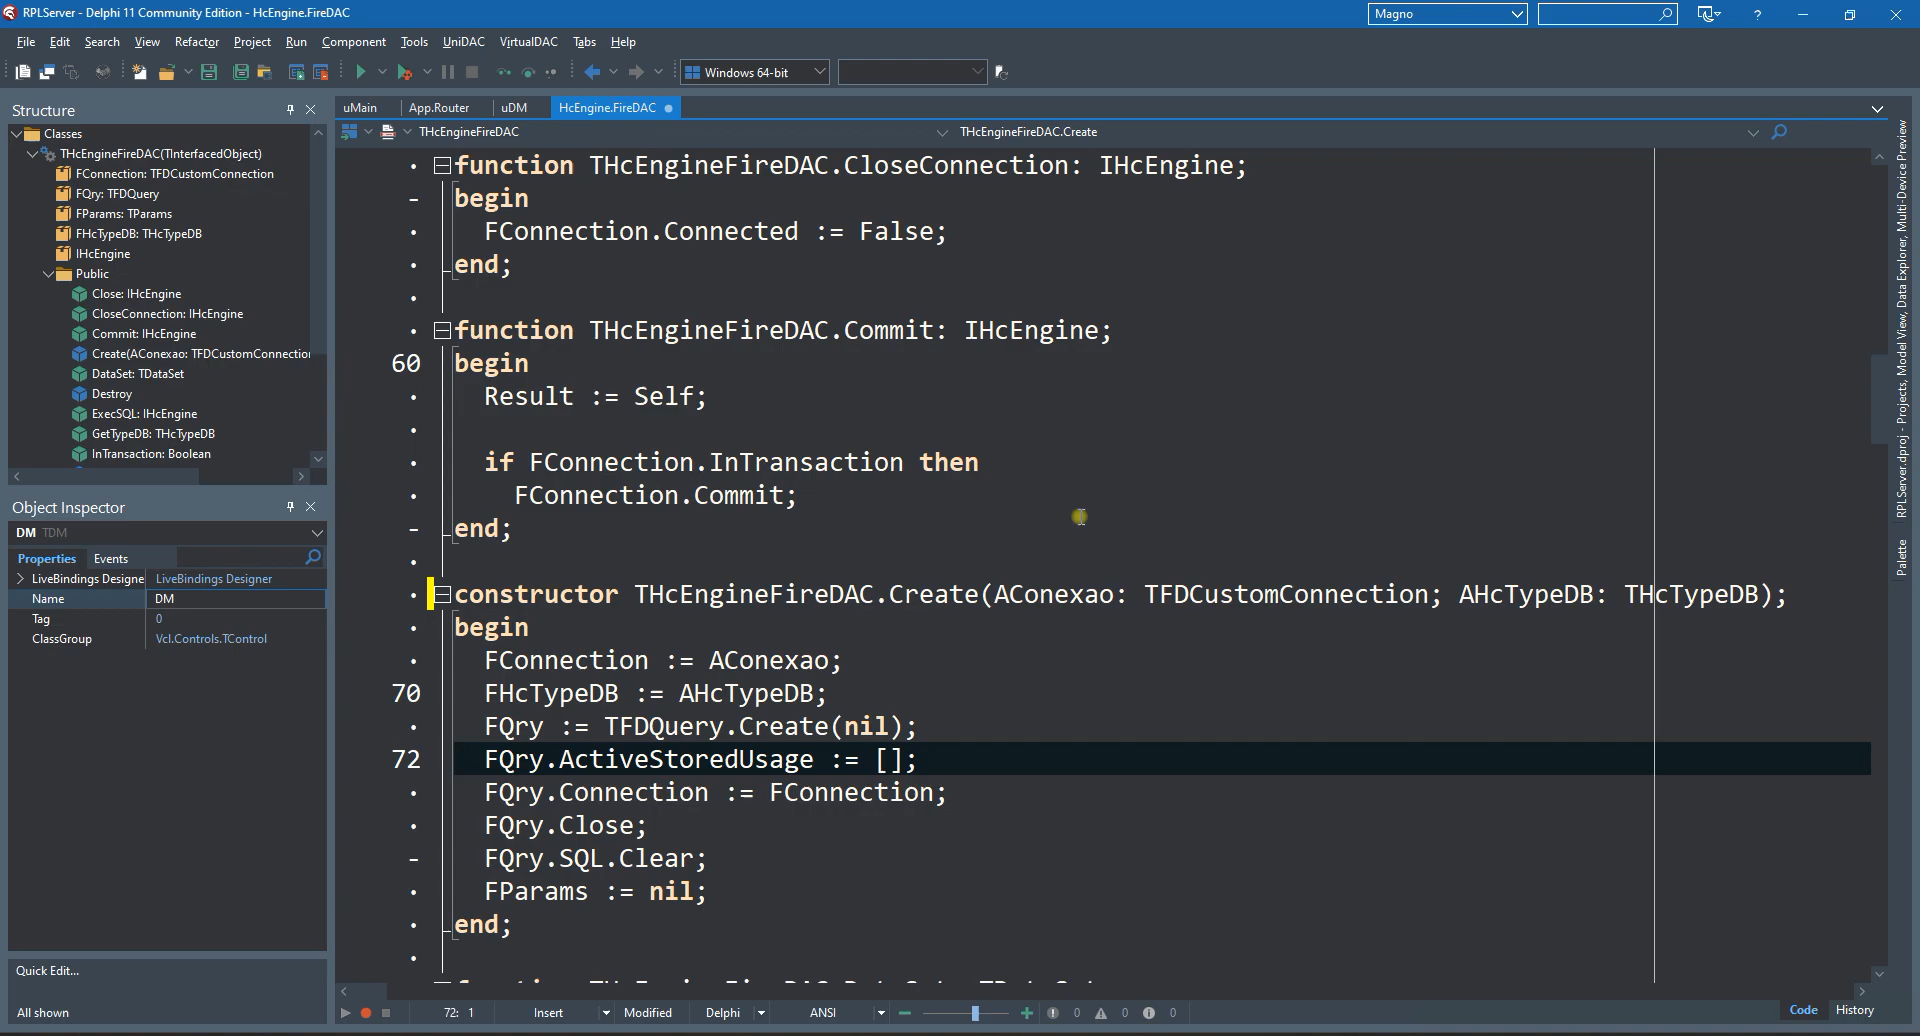 RPLServer - Delphi 11 Community Edition - HcEngine.FireDAC
Magno
?
File Edit Search View Refactor Project Run Component Tools UniDAC VirtualDAC Tabs Help
Windows 64-bit
Structure
Classes
THcEngineFireDAC(TInterfacedObject)
FConnection: TFDCustomConnection
FQry: TFDQuery
FParams: TParams
FHcTypeDB: THcTypeDB
IHcEngine
Public
Close: IHcEngine
CloseConnection: IHcEngine
Commit: IHcEngine
Create(AConexao: TFDCustomConnection
DataSet: TDataSet
Destroy
ExecSQL: IHcEngine
GetTypeDB: THcTypeDB
InTransaction: Boolean
Object Inspector
DM TDM
Properties Events
LiveBindings Designe LiveBindings Designer
Name DM
Tag 0
ClassGroup Vcl.Controls.TControl
Quick Edit...
All shown
uMain App.Router uDM HcEngine.FireDAC
THcEngineFireDAC THcEngineFireDAC.Create
function THcEngineFireDAC.CloseConnection: IHcEngine;
begin
FConnection.Connected := False;
end;
function THcEngineFireDAC.Commit: IHcEngine;
60 begin
Result := Self;
if FConnection.InTransaction then
FConnection.Commit;
end;
constructor THcEngineFireDAC.Create(AConexao: TFDCustomConnection; AHcTypeDB: THcTypeDB);
begin
FConnection := AConexao;
70 FHcTypeDB := AHcTypeDB;
FQry := TFDQuery.Create(nil);
72 FQry.ActiveStoredUsage := [];
FQry.Connection := FConnection;
FQry.Close;
FQry.SQL.Clear;
FParams := nil;
end;
72: 1 Insert Modified Delphi ANSI 0 0 0
Code History
RPLServer.dproj - Projects, Model View, Data Explorer, Multi-Device Preview
Palette